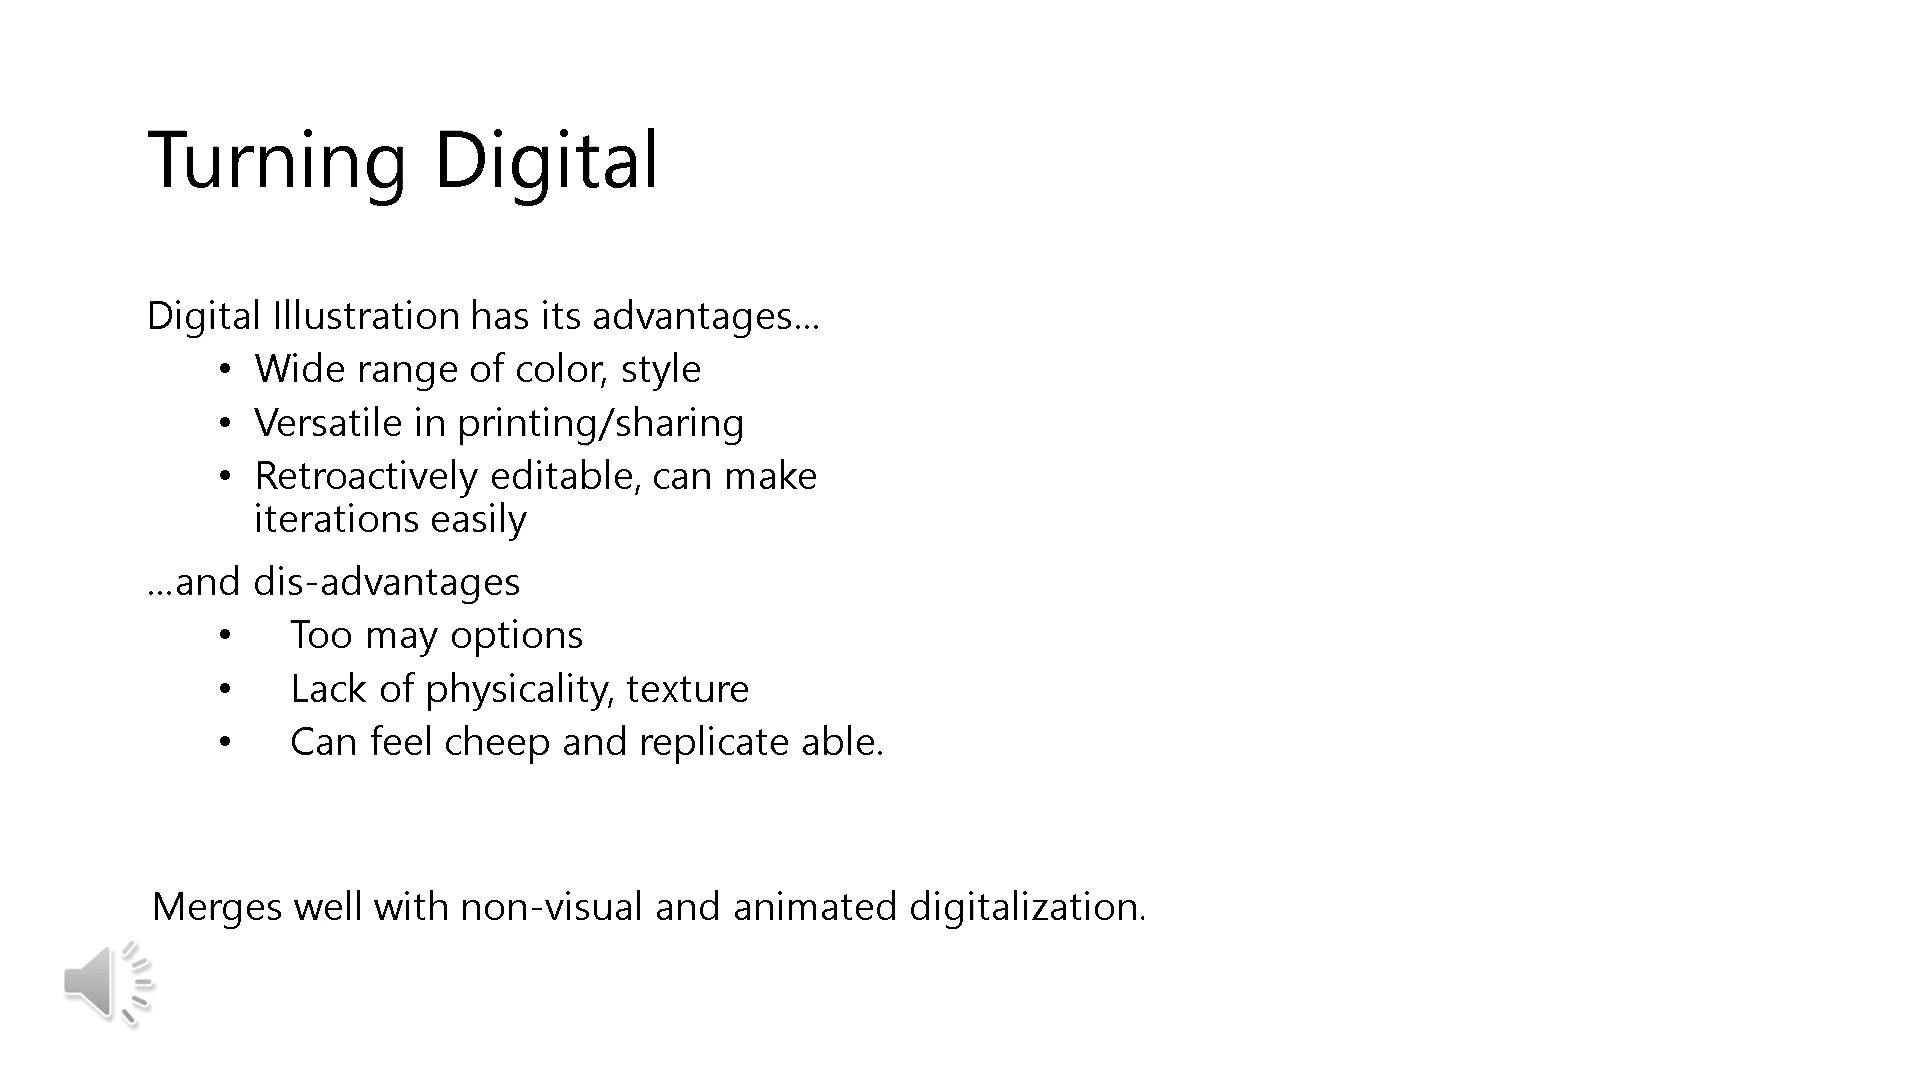 Turning Digital
Digital Illustration has its advantages…
• Wide range of color, style
• Versatile in printing/sharing
• Retroactively editable, can make
iterations easily
…and dis-advantages
• Too may options
• Lack of physicality, texture
• Can feel cheep and replicate able.
Merges well with non-visual and animated digitalization.